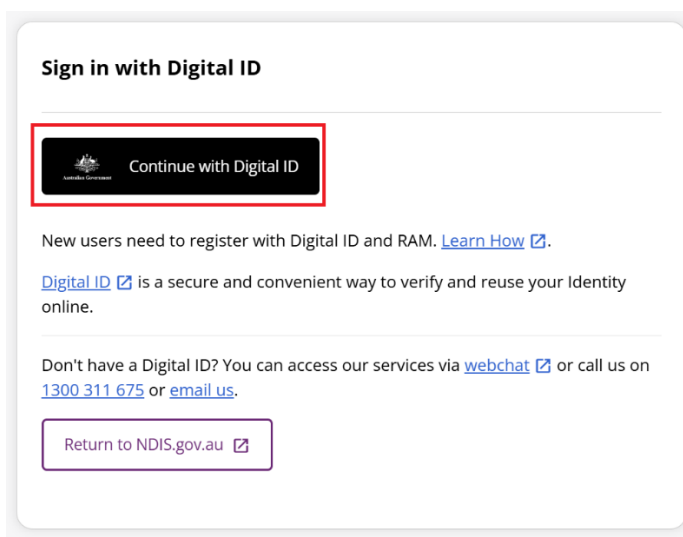 Sign in with Digital ID
Australian Government
Continue with Digital ID
New users need to register with Digital ID and RAM. Learn How.
Digital ID is a secure and convenient way to verify and reuse your Identity
online.
Don't have a Digital ID? You can access our services via webchat or call us on
1300 311 675 or email us.
Return to NDIS.gov.au